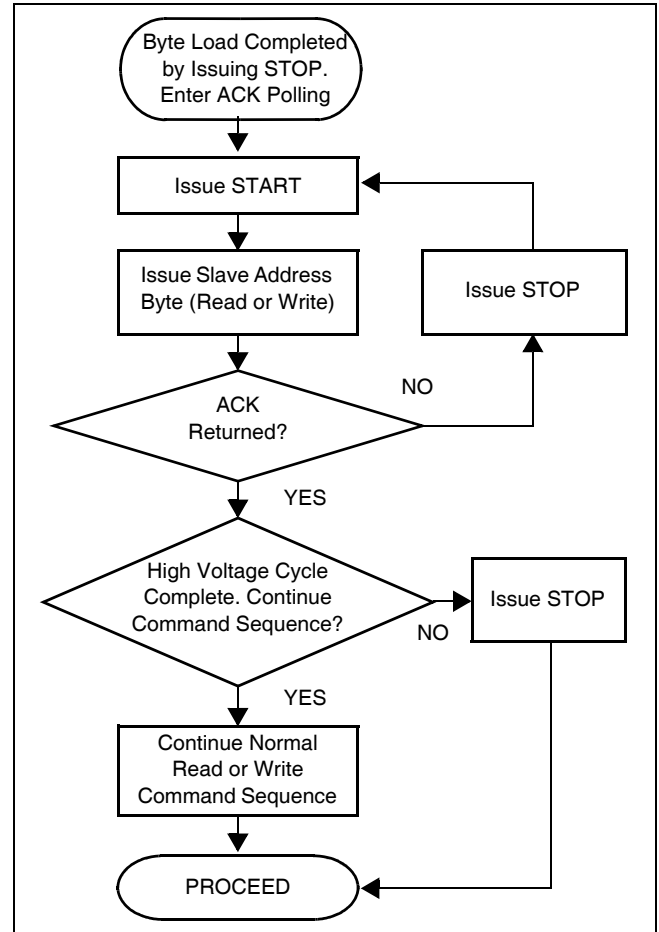 Byte Load Completed
by Issuing STOP.
Enter ACK Polling
Issue START
Issue Slave Address
Byte (Read or Write)
Issue STOP
NO
ACK
Returned?
YES
High Voltage Cycle
Complete. Continue
Command Sequence?
Issue STOP
NO
YES
Continue Normal
Read or Write
Command Sequence
PROCEED